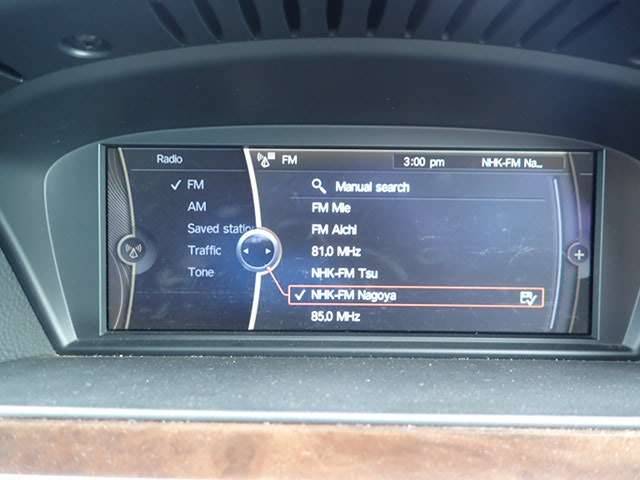 Radio
FM 3:00 pm NHK-FM Na...
FM
AM
Saved static
Traffic
Tone
Manual search
FM Mie
FM Aichi
81.0 MHz
NHK-FM Tsu
NHK-FM Nagoya
85.0 MHz